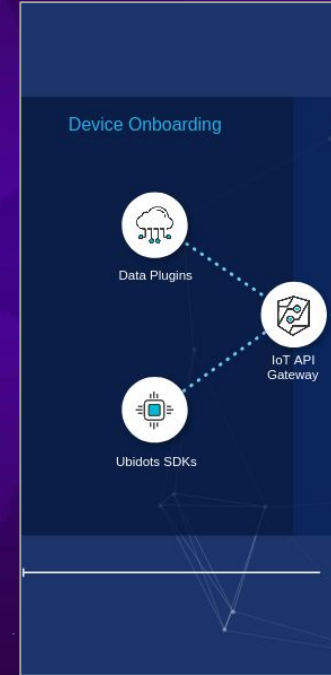 Device Onboarding
Data Plugins
IoT API
Gateway
Ubidots SDKs